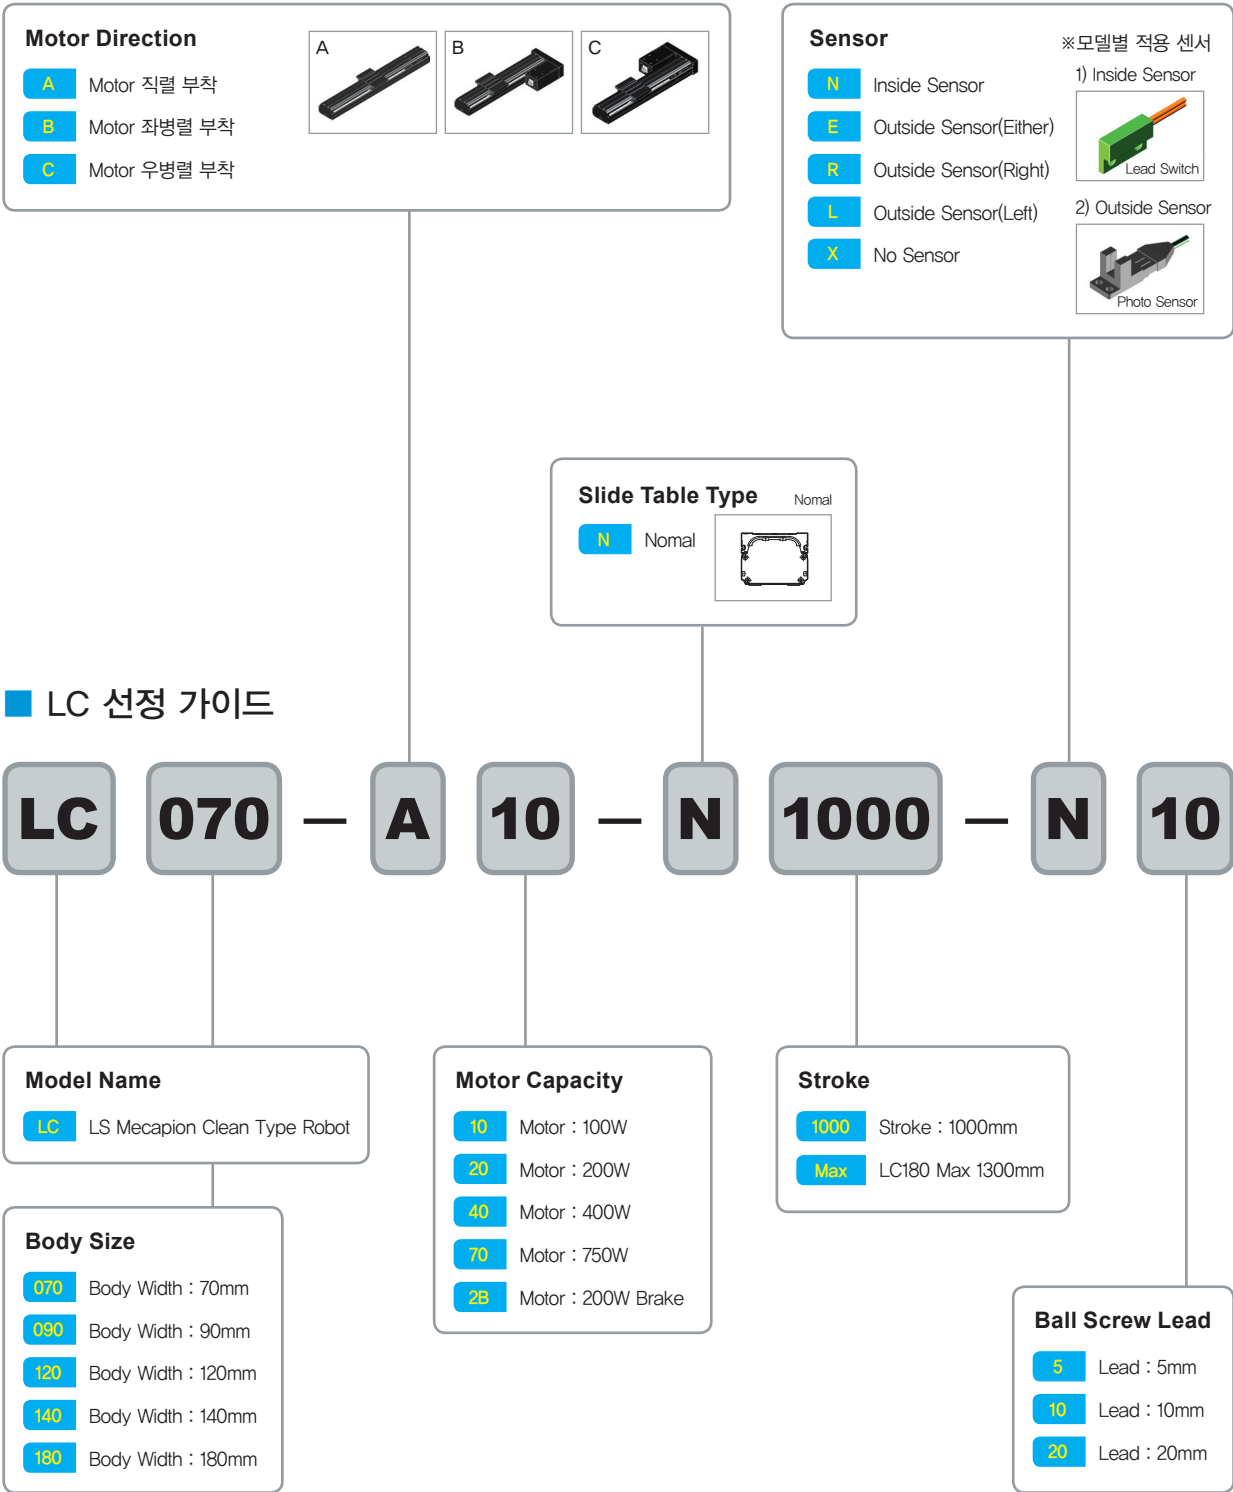 Motor Direction
A Motor 직렬 부착
B Motor 좌병렬 부착
C Motor 우병렬 부착
A
B
C
Sensor
※모델별 적용 센서
N Inside Sensor
E Outside Sensor(Either)
R Outside Sensor(Right)
L Outside Sensor(Left)
X No Sensor
1) Inside Sensor
Lead Switch
2) Outside Sensor
Photo Sensor
Slide Table Type
Nomal
N Nomal
LC 선정 가이드
LC 070 — A 10 — N 1000 — N 10
Model Name
LC LS Mecapion Clean Type Robot
Body Size
070 Body Width : 70mm
090 Body Width : 90mm
120 Body Width : 120mm
140 Body Width : 140mm
180 Body Width : 180mm
Motor Capacity
10 Motor : 100W
20 Motor : 200W
40 Motor : 400W
70 Motor : 750W
2B Motor : 200W Brake
Stroke
1000 Stroke : 1000mm
Max LC180 Max 1300mm
Ball Screw Lead
5 Lead : 5mm
10 Lead : 10mm
20 Lead : 20mm